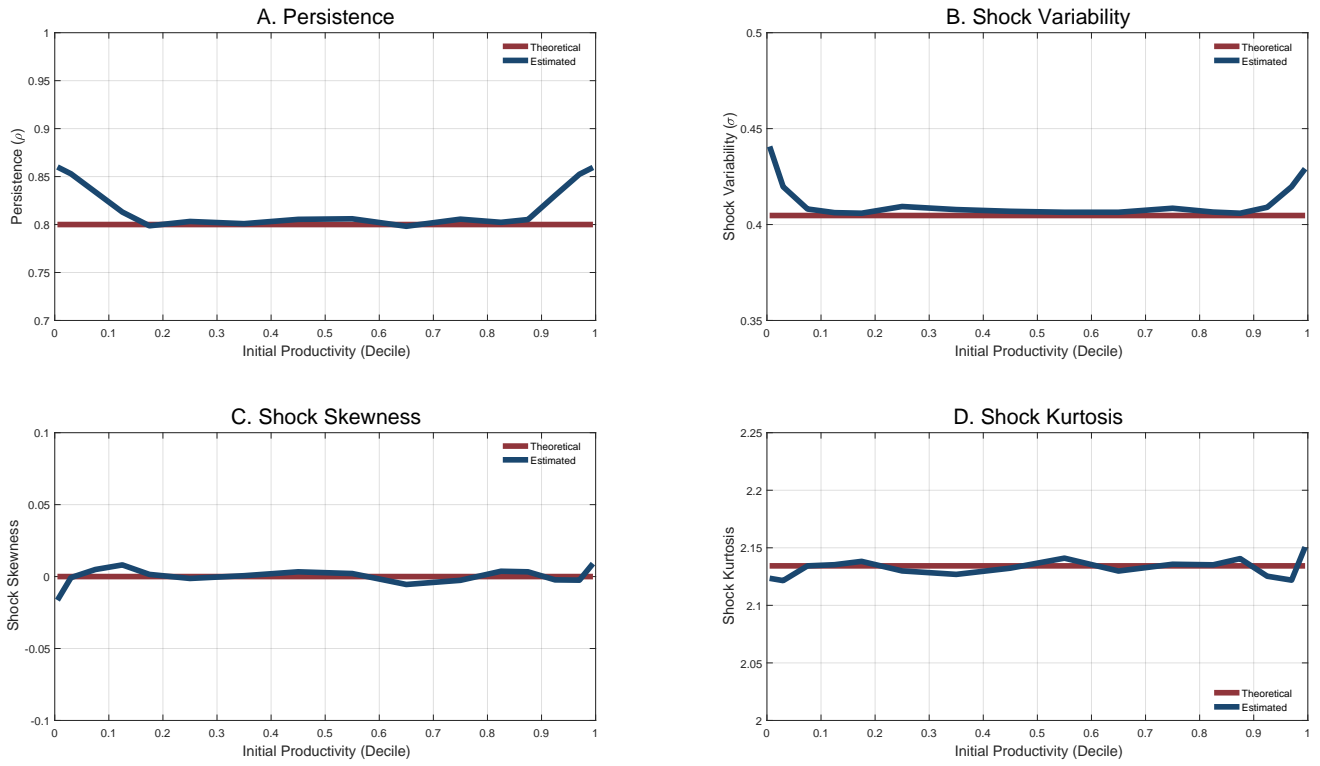 A. Persistence
1
0.95
0.9
0.85
0.8
0.75
0.7
Persistence (ρ)
Theoretical
Estimated
0 0.1 0.2 0.3 0.4 0.5 0.6 0.7 0.8 0.9 1
Initial Productivity (Decile)
B. Shock Variability
0.5
0.45
0.4
0.35
Shock Variability (σ)
Theoretical
Estimated
0 0.1 0.2 0.3 0.4 0.5 0.6 0.7 0.8 0.9 1
Initial Productivity (Decile)
C. Shock Skewness
0.1
0.05
0
-0.05
-0.1
Shock Skewness
Theoretical
Estimated
0 0.1 0.2 0.3 0.4 0.5 0.6 0.7 0.8 0.9 1
Initial Productivity (Decile)
D. Shock Kurtosis
2.25
2.2
2.15
2.1
2.05
2
Shock Kurtosis
Theoretical
Estimated
0 0.1 0.2 0.3 0.4 0.5 0.6 0.7 0.8 0.9 1
Initial Productivity (Decile)